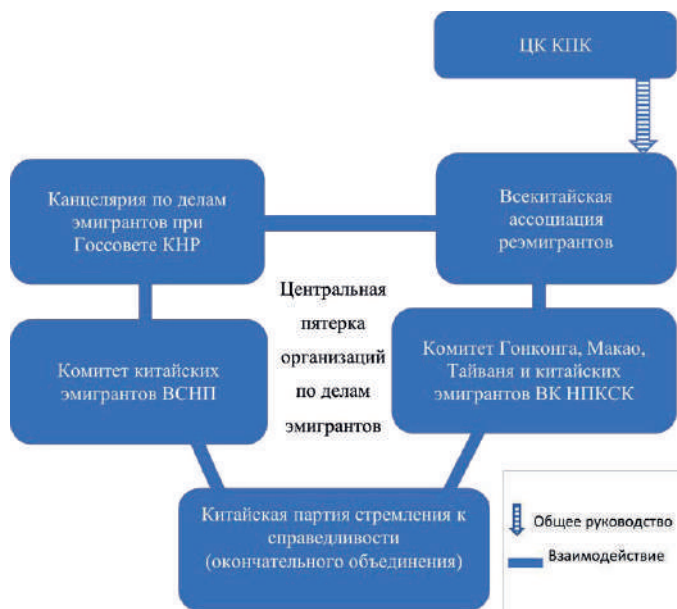 ЦК КПК
Канцелярия по делам
эмигрантов при
Госсовете КНР
Всекитайская
ассоциация
реэмигрантов
Центральная
пятерка
организаций
по делам
эмигрантов
Комитет китайских
эмигрантов ВСНП
Комитет Гонконга, Макао,
Тайваня и китайских
эмигрантов ВК НПКСК
Китайская партия стремления к
справедливости
(окончательного объединения)
Общее руководство
Взаимодействие